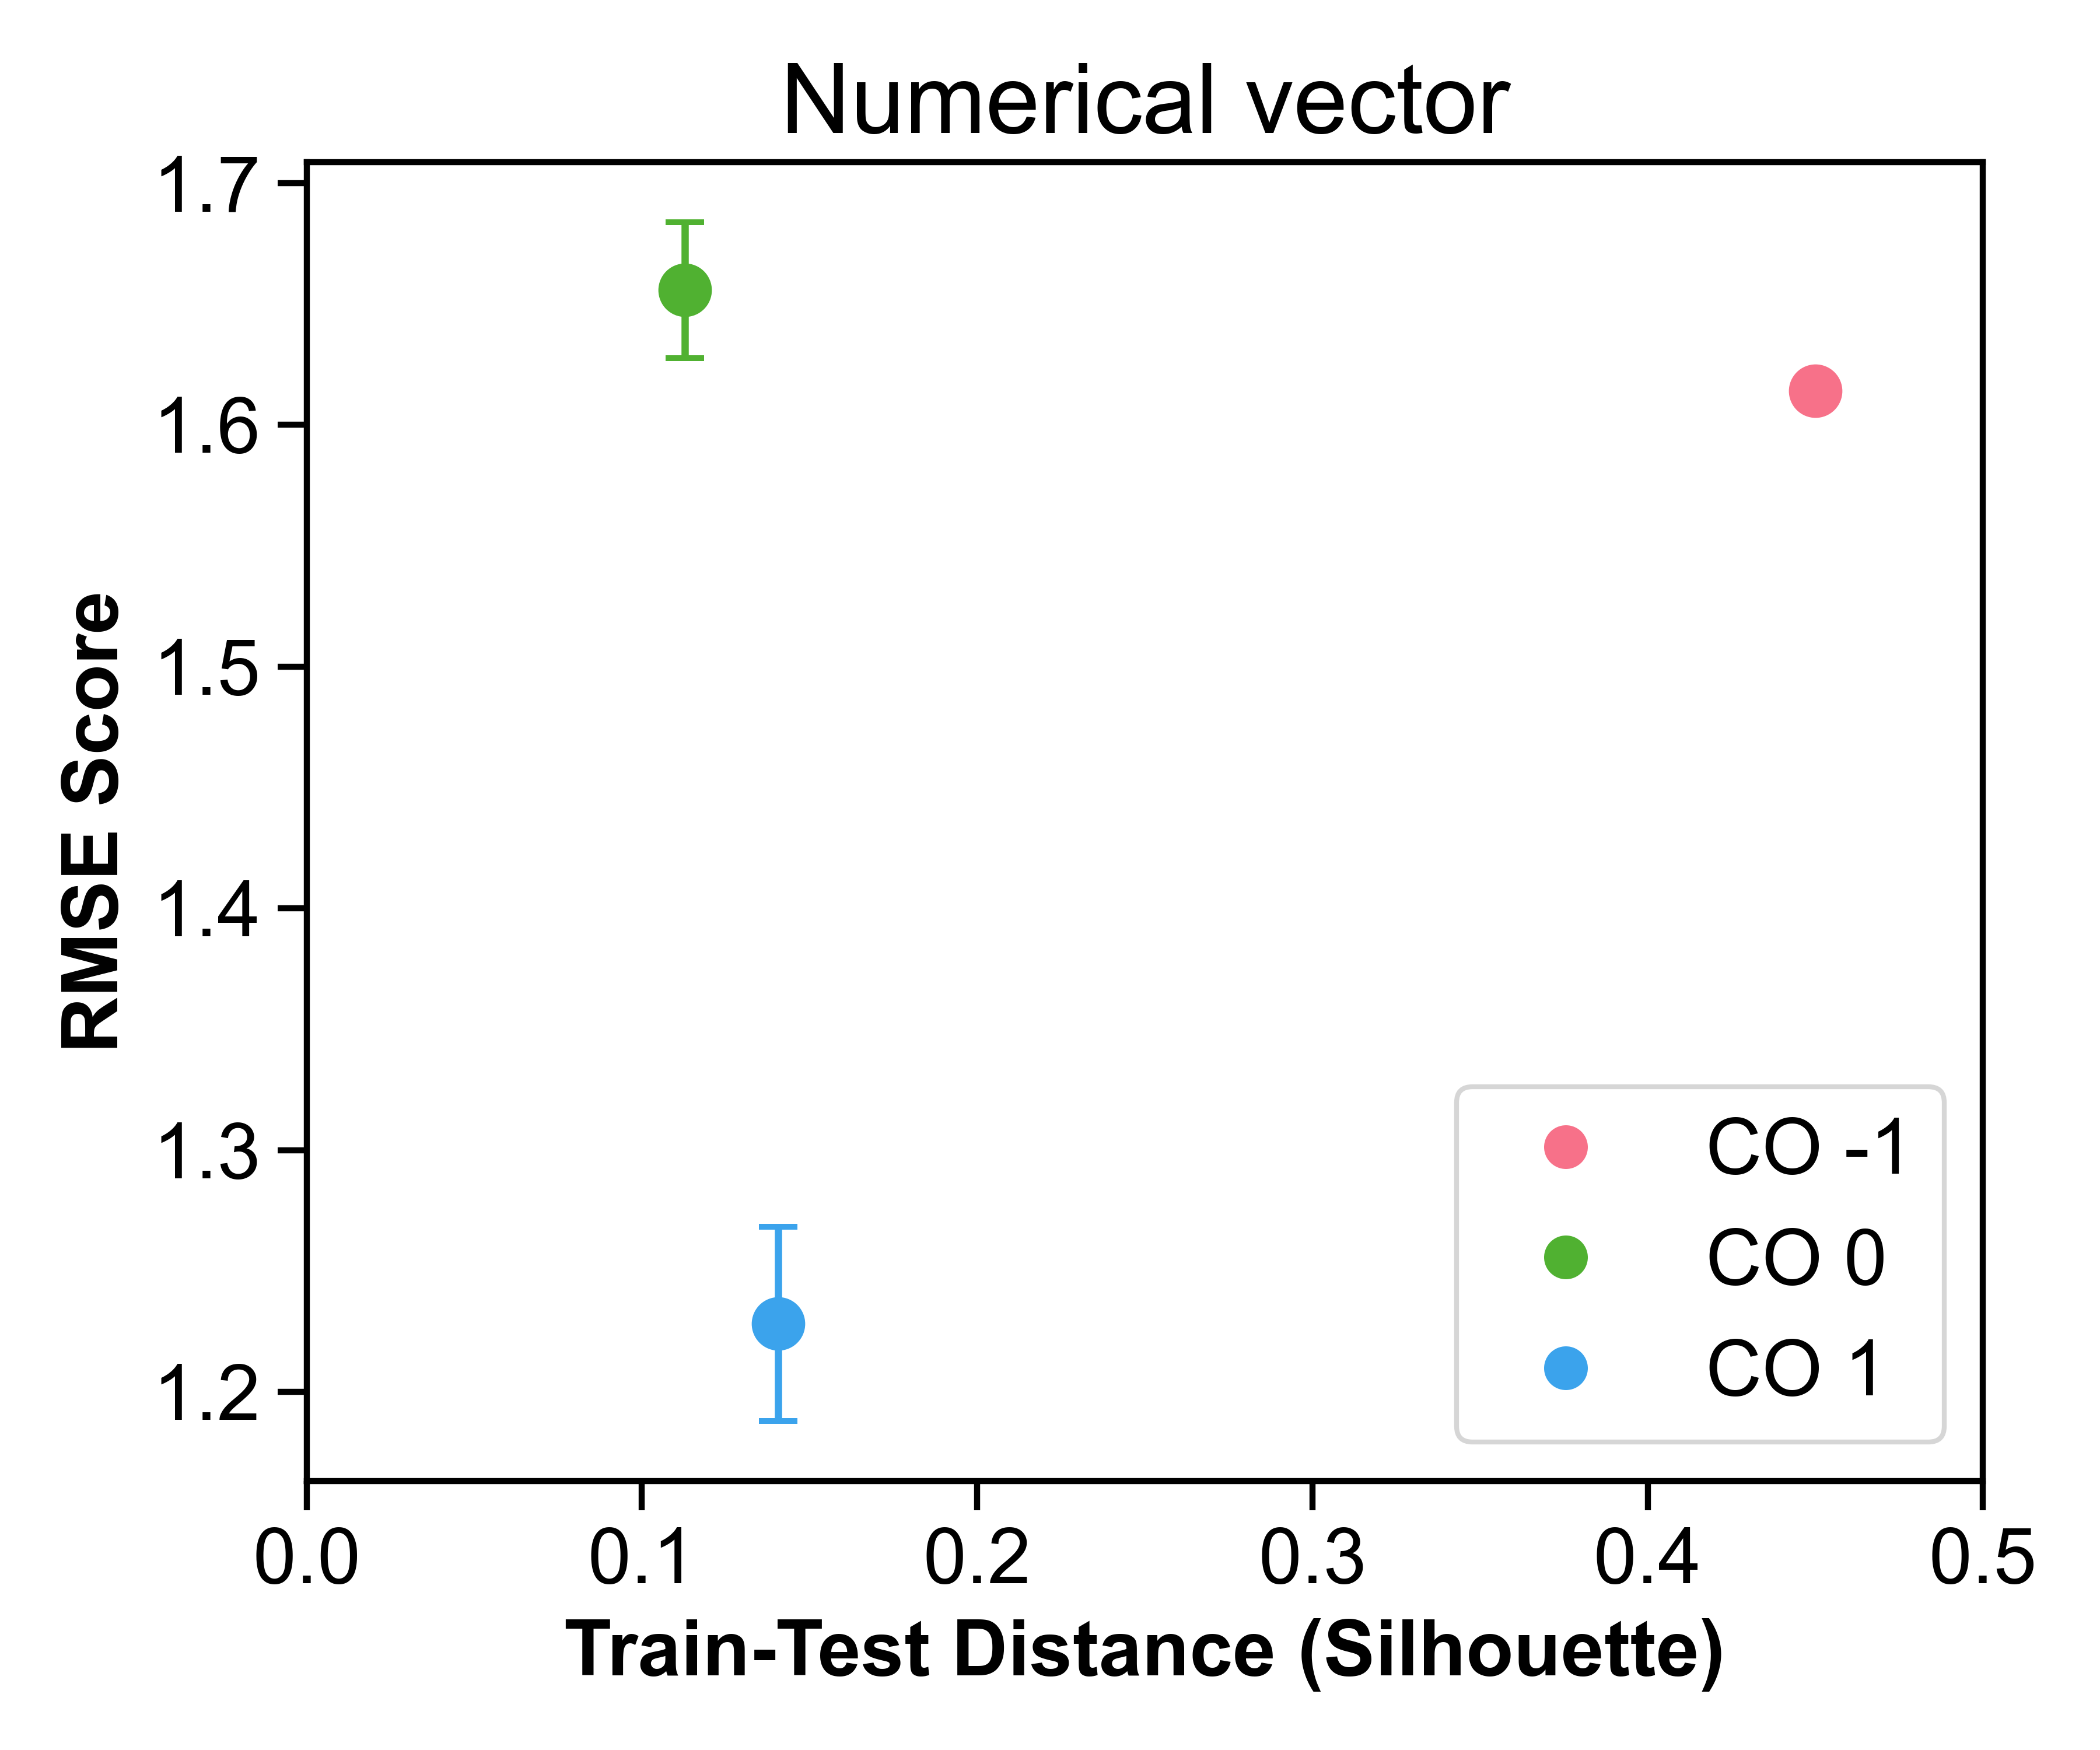 Numerical vector
1.7
1.6
1.5
1.4
1.3
1.2
RMSE Score
CO -1
CO 0
CO 1
0.0 0.1 0.2 0.3 0.4 0.5
Train-Test Distance (Silhouette)